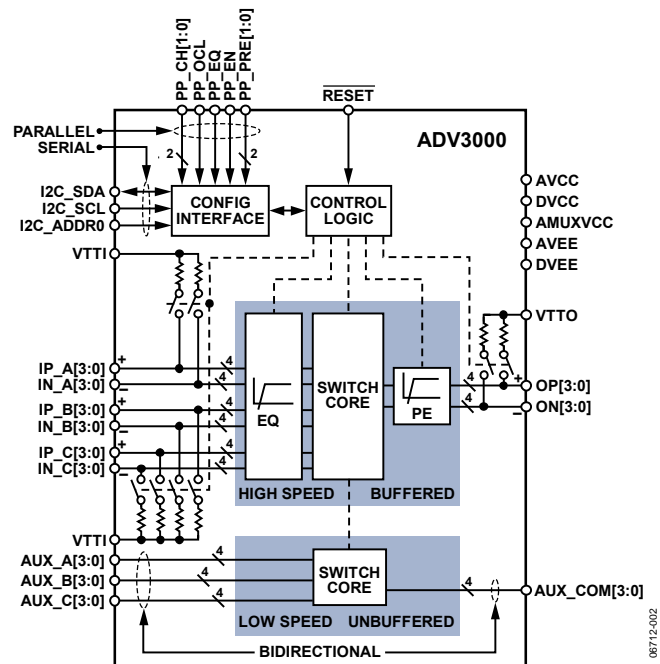 PP_CH[1:0]
PP_OCL
PP_EQ
PP_EN
PP_PRE[1:0]
RESET
PARALLEL
SERIAL
ADV3000
2
2
I2C_SDA
I2C_SCL
I2C_ADDR0
CONFIG
INTERFACE
CONTROL
LOGIC
AVCC
DVCC
AMUXVCC
AVEE
DVEE
VTTI
VTTO
+
IP_A[3:0]
4
IN_A[3:0]
4
–
+
IP_B[3:0]
4
IN_B[3:0]
4
–
+
IP_C[3:0]
4
IN_C[3:0]
4
–
EQ
SWITCH
CORE
PE
4
+
OP[3:0]
4
ON[3:0]
–
HIGH SPEED
BUFFERED
VTTI
AUX_A[3:0]
4
AUX_B[3:0]
4
AUX_C[3:0]
4
SWITCH
CORE
4
AUX_COM[3:0]
LOW SPEED
UNBUFFERED
BIDIRECTIONAL
06712-002